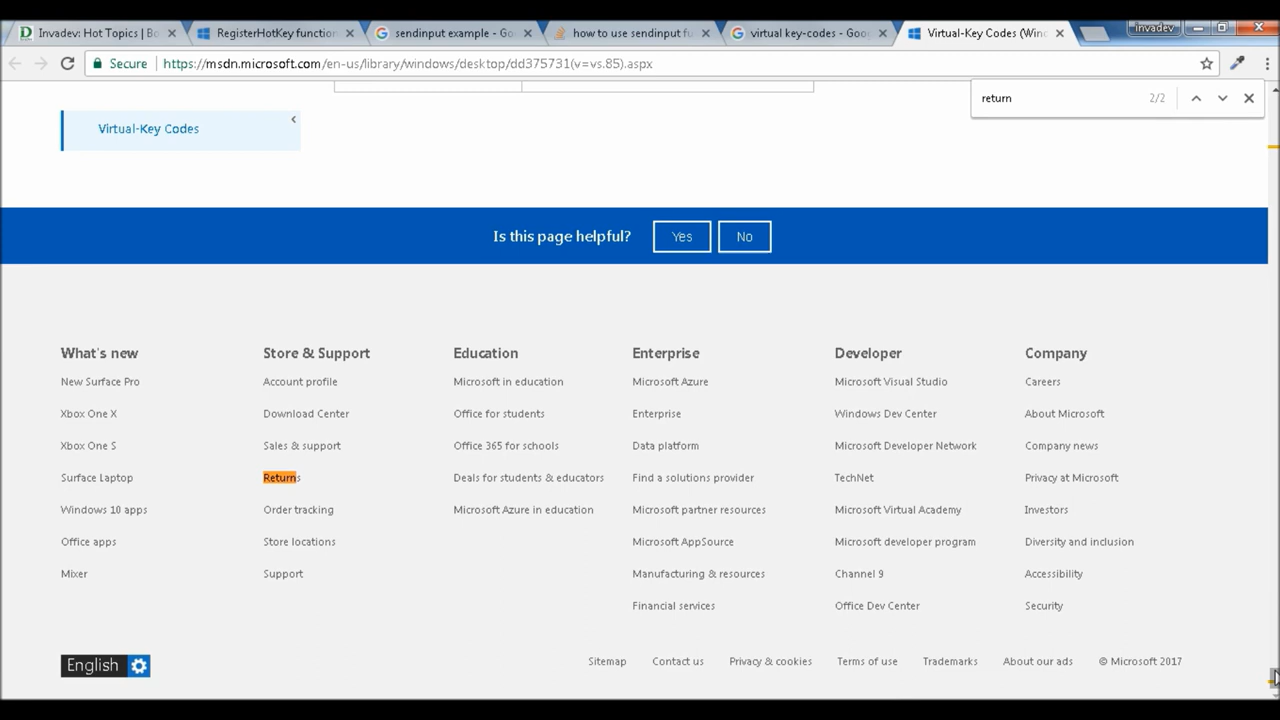 Invadev: Hot Topics | Bo
RegisterHotKey function
sendinput example - Go
how to use sendinput fu
virtual key-codes - Goog
Virtual-Key Codes (Wind
invadev
Secure
https://msdn.microsoft.com/en-us/library/windows/desktop/dd375731(v=vs.85).aspx
return
2/2
Virtual-Key Codes
Is this page helpful?
Yes
No
What's new
New Surface Pro
Xbox One X
Xbox One S
Surface Laptop
Windows 10 apps
Office apps
Mixer
Store & Support
Account profile
Download Center
Sales & support
Returns
Order tracking
Store locations
Support
Education
Microsoft in education
Office for students
Office 365 for schools
Deals for students & educators
Microsoft Azure in education
Enterprise
Microsoft Azure
Enterprise
Data platform
Find a solutions provider
Microsoft partner resources
Microsoft AppSource
Manufacturing & resources
Financial services
Developer
Microsoft Visual Studio
Windows Dev Center
Microsoft Developer Network
TechNet
Microsoft Virtual Academy
Microsoft developer program
Channel 9
Office Dev Center
Company
Careers
About Microsoft
Company news
Privacy at Microsoft
Investors
Diversity and inclusion
Accessibility
Security
English
Sitemap
Contact us
Privacy & cookies
Terms of use
Trademarks
About our ads
© Microsoft 2017